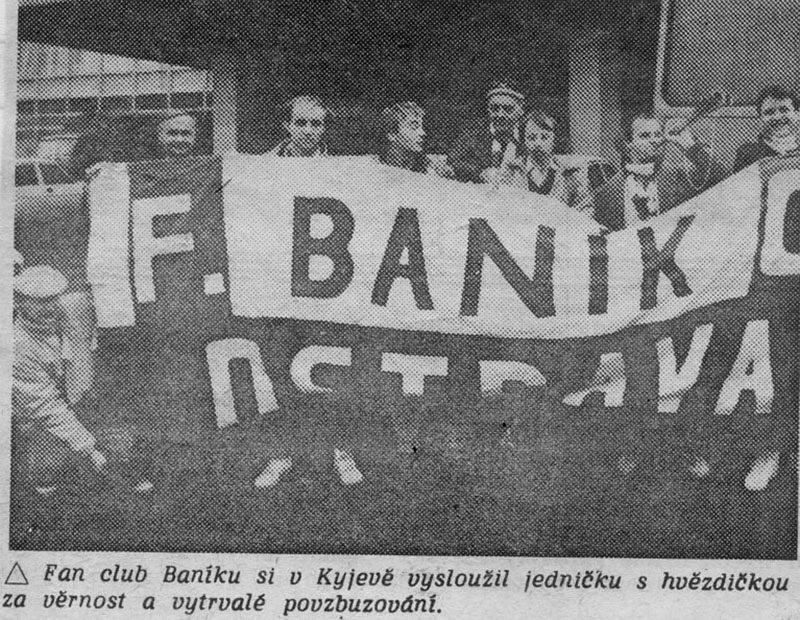 F. BANÍK
OSTRAVA
△ Fan club Baníku si v Kyjevě vysloužil jedničku s hvězdičkou
za věrnost a vytrvalé povzbuzování.